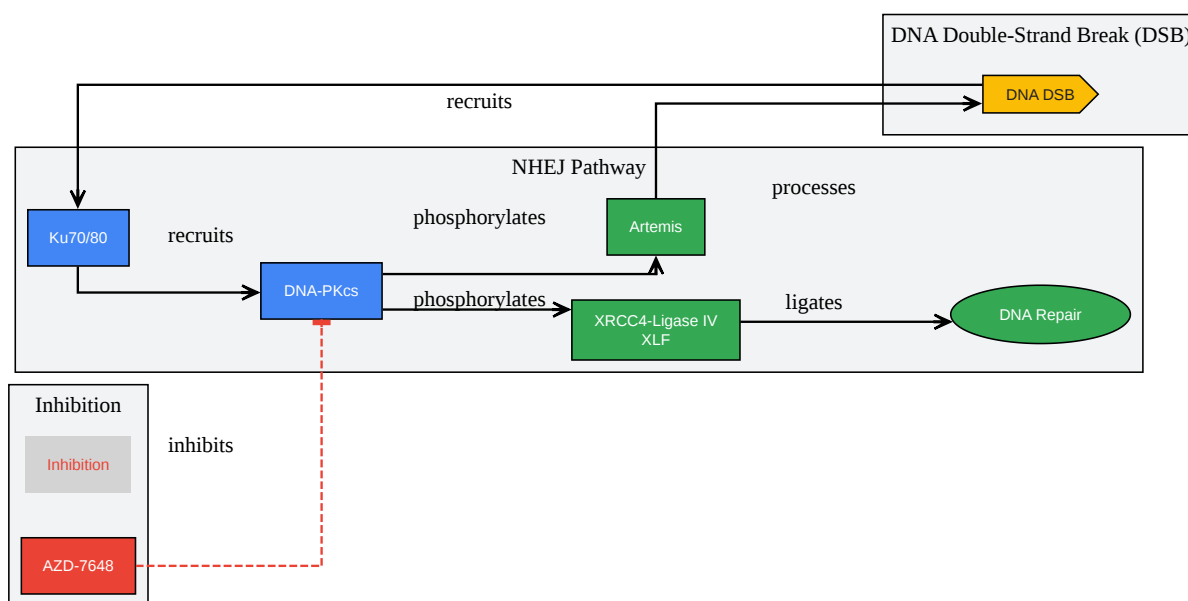 DNA Double-Strand Break (DSB)
DNA DSB
recruits
NHEJ Pathway
processes
phosphorylates
Artemis
Ku70/80
recruits
DNA-PKcs
phosphorylates
XRCC4-Ligase IV
XLF
ligates
DNA Repair
Inhibition
Inhibition
inhibits
AZD-7648